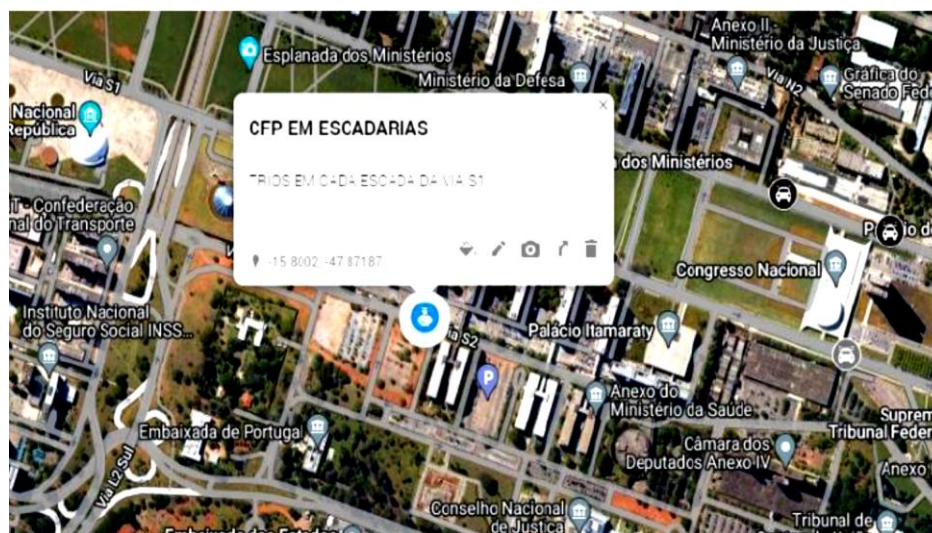 Anexo II -
Ministério da Justiça
Esplanada dos Ministérios
Ministério da Defesa
Via N2
Gráfica do
Senado Fed
Via S1
Nacional
República
CFP EM ESCADARIAS
TRIOS EM CADA ESCADA DA VIA S1
-15.8002, -47.87187
dos Ministérios
T - Confederação
nal do Transporte
Congresso Nacional
Instituto Nacional
do Seguro Social INSS...
Via S2
Palácio Itamaraty
P
Anexo do
Ministério da Saúde
Suprem
Tribunal Feder
Embaixada de Portugal
Câmara dos
Deputados Anexo IV
Anexo
Via L2 Sul
Conselho Nacional
de Justiça
Tribunal de